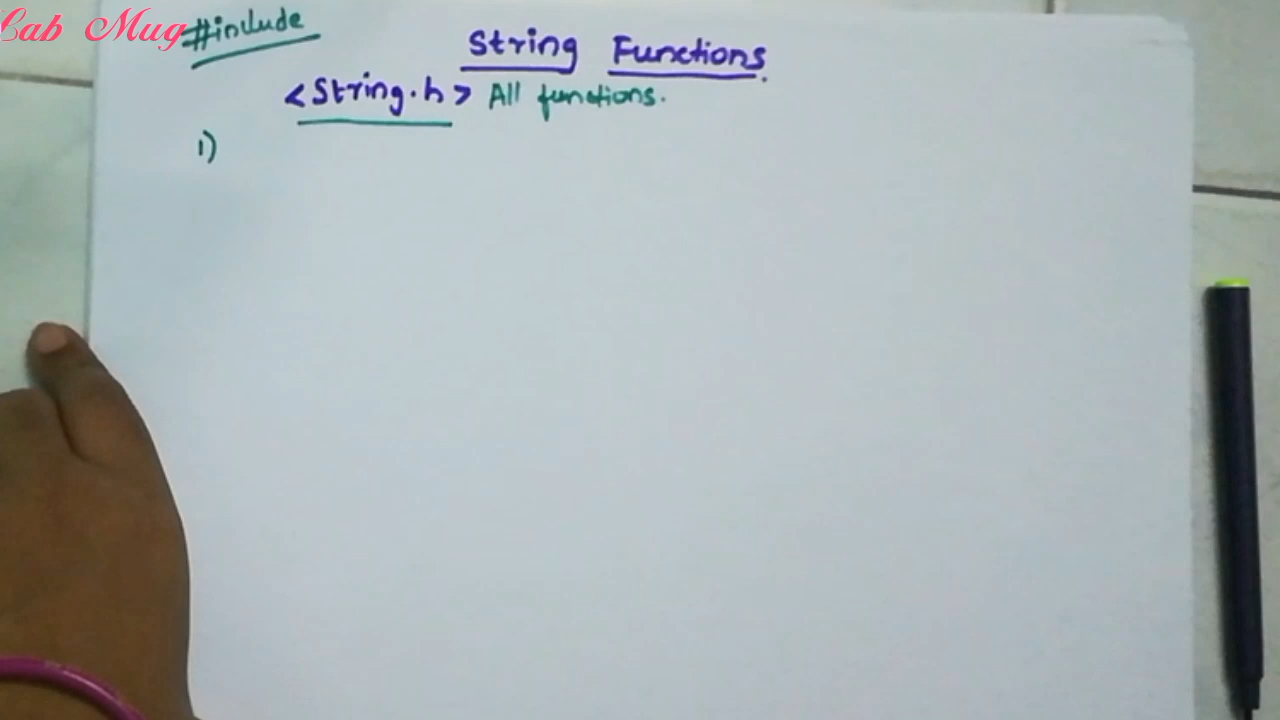 Lab Mug
#include
String Functions
<String.h> All functions.
1)